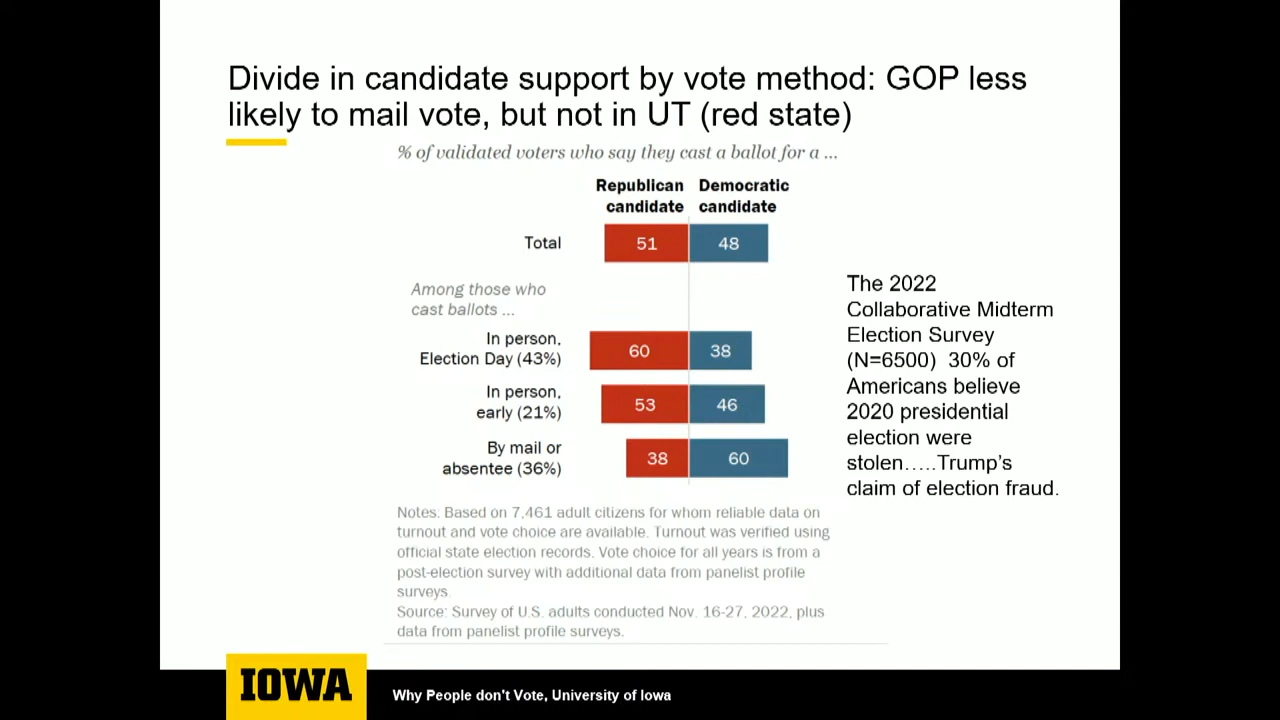 Divide in candidate support by vote method: GOP less
likely to mail vote, but not in UT (red state)
% of validated voters who say they cast a ballot for a ...
Republican candidate
Democratic candidate
Total
51
48
Among those who
cast ballots ...
In person,
Election Day (43%)
60
38
In person,
early (21%)
53
46
By mail or
absentee (36%)
38
60
The 2022
Collaborative Midterm
Election Survey
(N=6500)  30% of
Americans believe
2020 presidential
election were
stolen…..Trump's
claim of election fraud.
Notes: Based on 7,461 adult citizens for whom reliable data on
turnout and vote choice are available. Turnout was verified using
official state election records. Vote choice for all years is from a
post-election survey with additional data from panelist profile
surveys.
Source: Survey of U.S. adults conducted Nov. 16-27, 2022, plus
data from panelist profile surveys.
IOWA
Why People don't Vote, University of Iowa